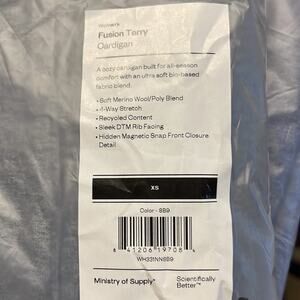 Women's
Fusion Terry
Cardigan
A cozy cardigan built for all-season
comfort with an ultra soft bio-based
fabric blend.
• Soft Merino Wool/Poly Blend
• 4-Way Stretch
• Recycled Content
• Sleek DTM Rib Facing
• Hidden Magnetic Snap Front Closure
Detail
XS
Color - 8B9
8 41206 19708 4
WH331NN8B9
Ministry of Supply®
Scientifically
Better™